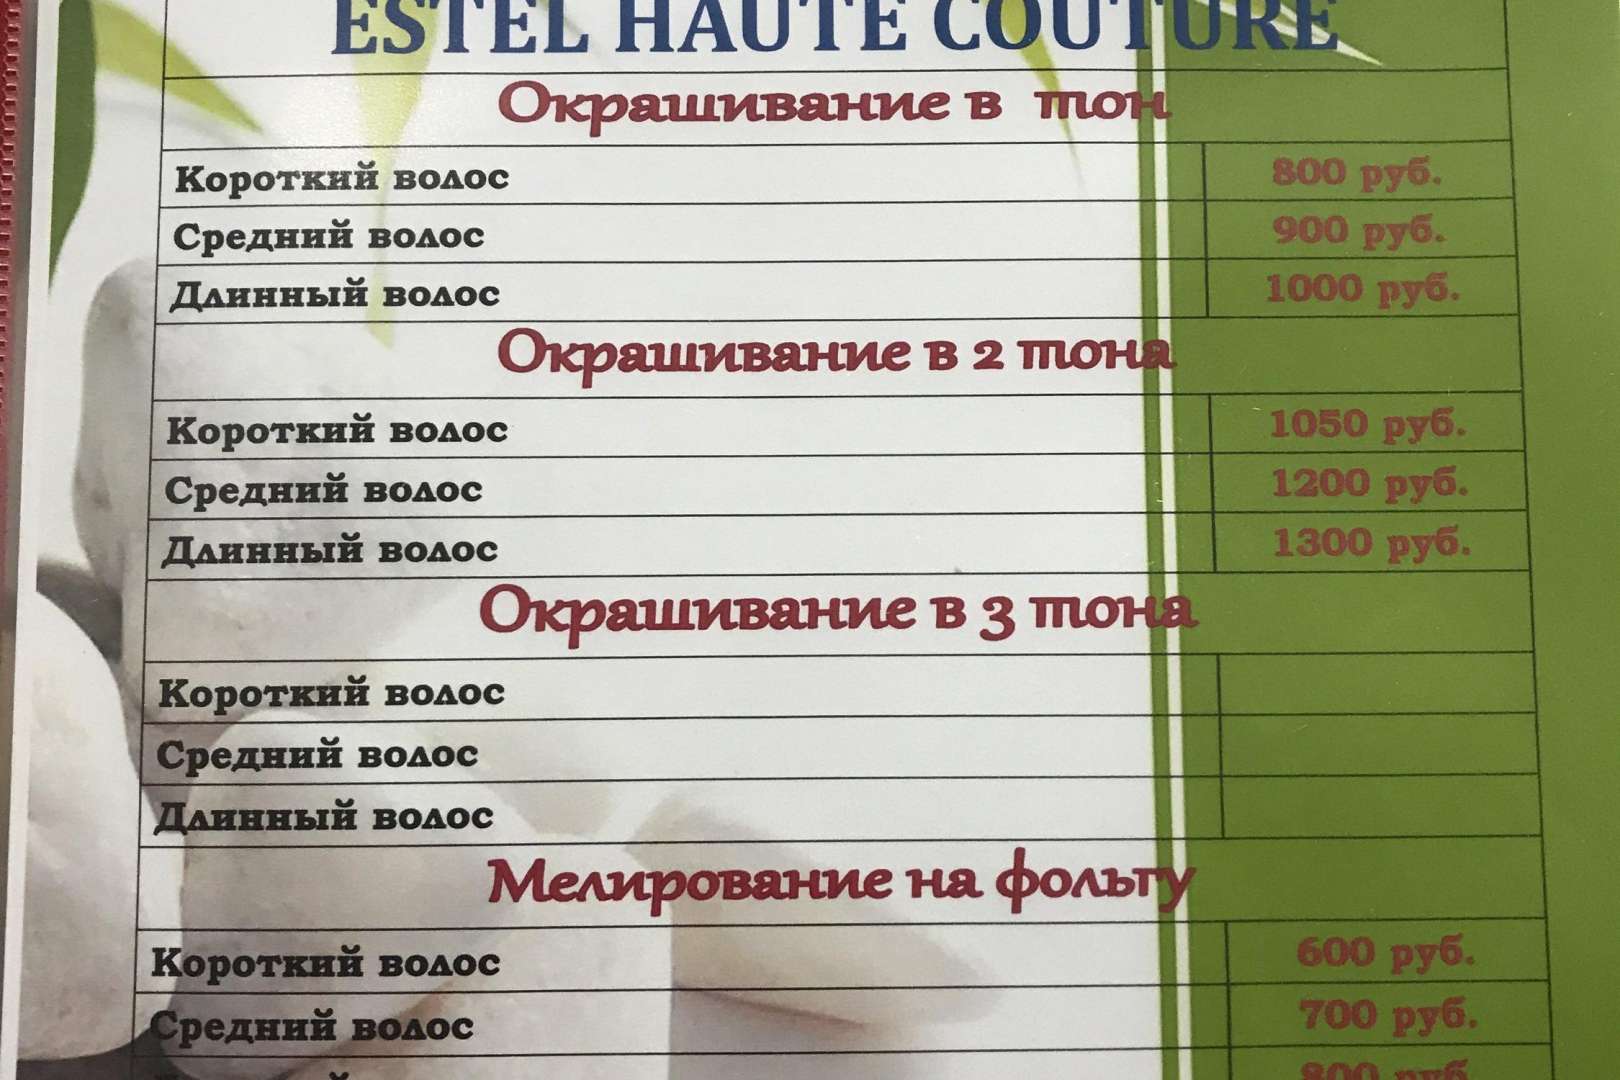 ESTEL HAUTE COUTURE
Окрашивание в тон
Короткий волос 800 руб.
Средний волос 900 руб.
Длинный волос 1000 руб.
Окрашивание в 2 тона
Короткий волос 1050 руб.
Средний волос 1200 руб.
Длинный волос 1300 руб.
Окрашивание в 3 тона
Короткий волос
Средний волос
Длинный волос
Мелирование на фольгу
Короткий волос 600 руб.
Средний волос 700 руб.
800 руб.